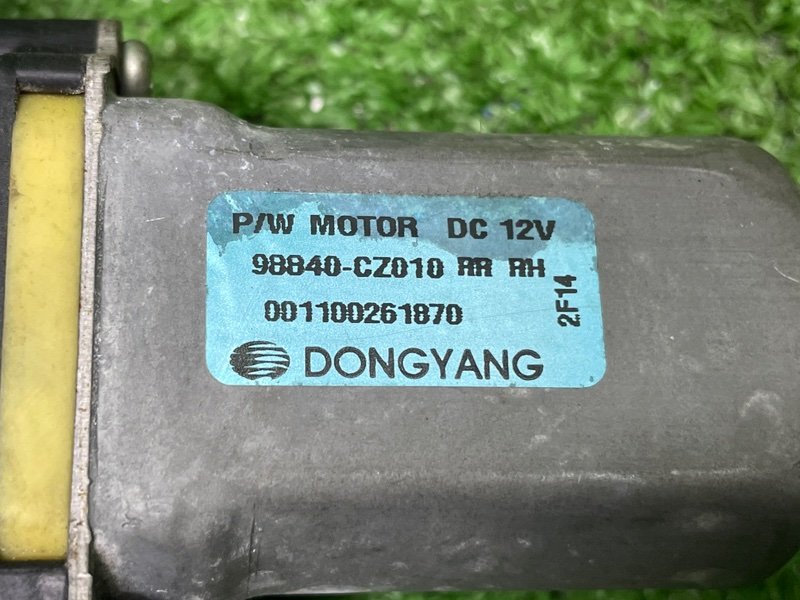 P/W MOTOR DC 12V
98840-CZ010 RR RH
001100261870
2F14
DONGYANG